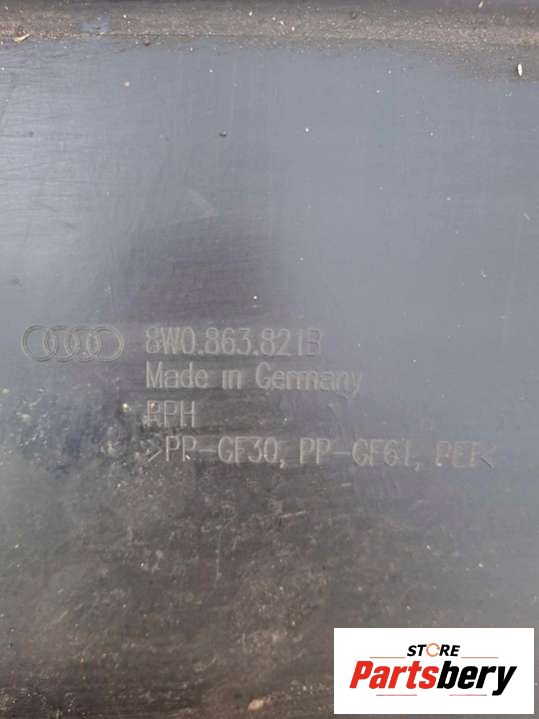 8W0.863.821B
Made in Germany
RPH
>PP-GF30, PP-GF61, PET<
STORE
Partsbery